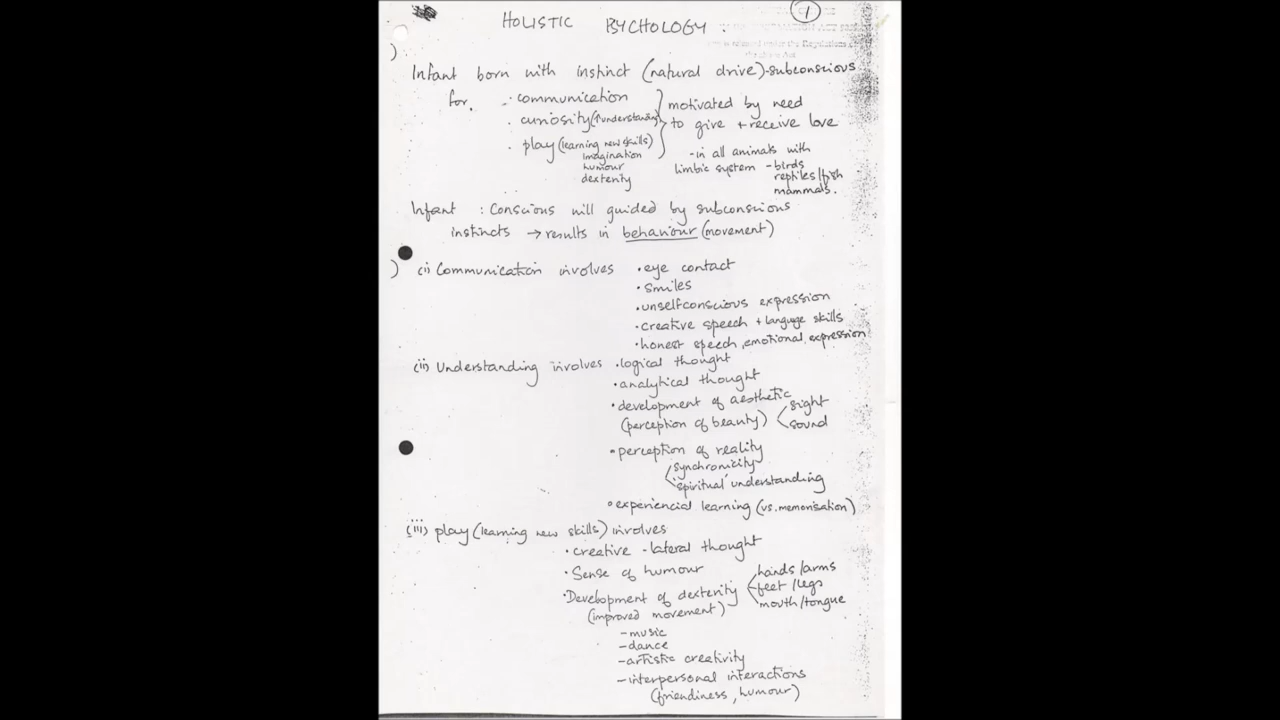 HOLISTIC PSYCHOLOGY.
1
)
Infant born with instinct (natural drive)-subconscious
for.
· communication
· curiosity (↑understanding)
· play (learning new skills)
imagination
humour
dexterity
motivated by need
to give + receive love
- in all animals with
limbic system - birds
reptiles/fish
mammals.
Infant : Conscious will guided by subconscious
instincts → results in behaviour (movement)
) (i) Communication involves • eye contact
• smiles
• unselfconscious expression
• creative speech + language skills
• honest speech, emotional expression
(ii) Understanding involves • logical thought
• analytical thought
• development of aesthetic
(perception of beauty) < sight
sound
• perception of reality
< synchronicity
'spiritual' understanding
• experiencial learning (vs. memorisation)
(iii) play (learning new skills) involves
• creative - lateral thought
• Sense of humour
• Development of dexterity
(improved movement)
hands/arms
feet/legs
mouth/tongue
- music
- dance
- artistic creativity
- interpersonal interactions
(friendiness, humour)